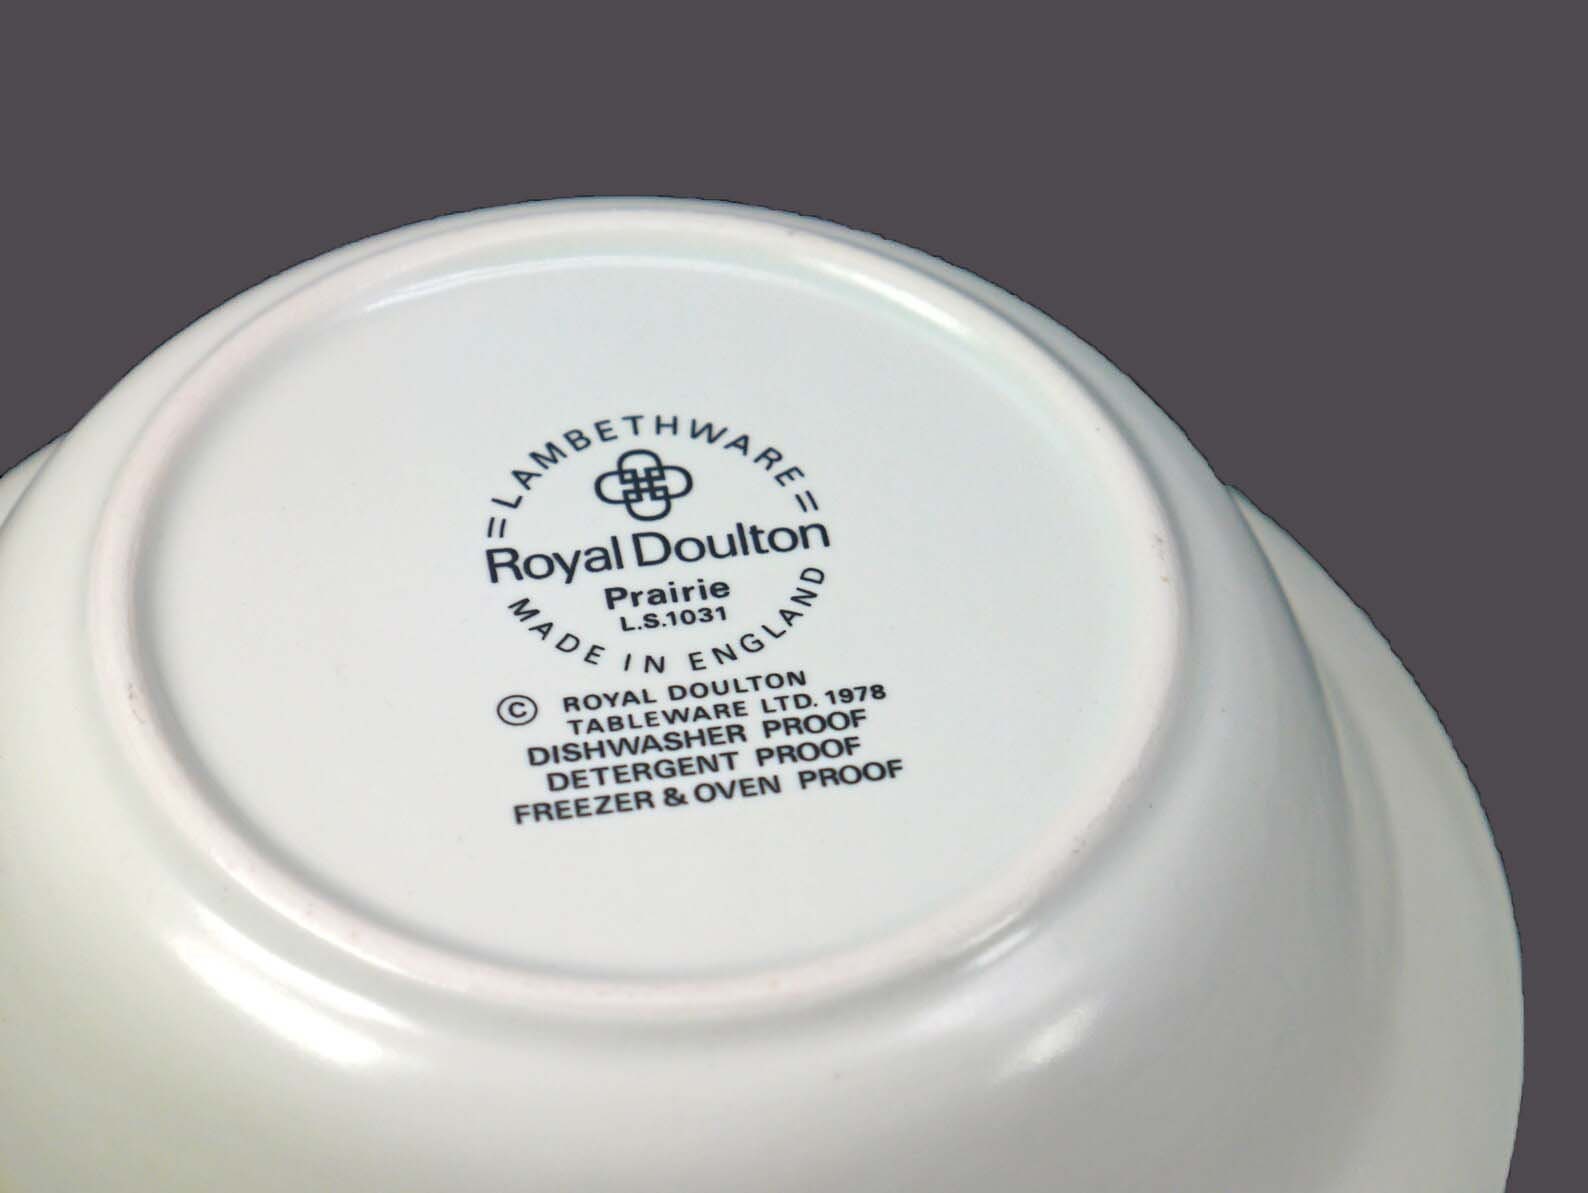 =LAMBETHWARE=
Royal Doulton
Prairie
L.S.1031
MADE IN ENGLAND
© ROYAL DOULTON
TABLEWARE LTD. 1978
DISHWASHER PROOF
DETERGENT PROOF
FREEZER & OVEN PROOF